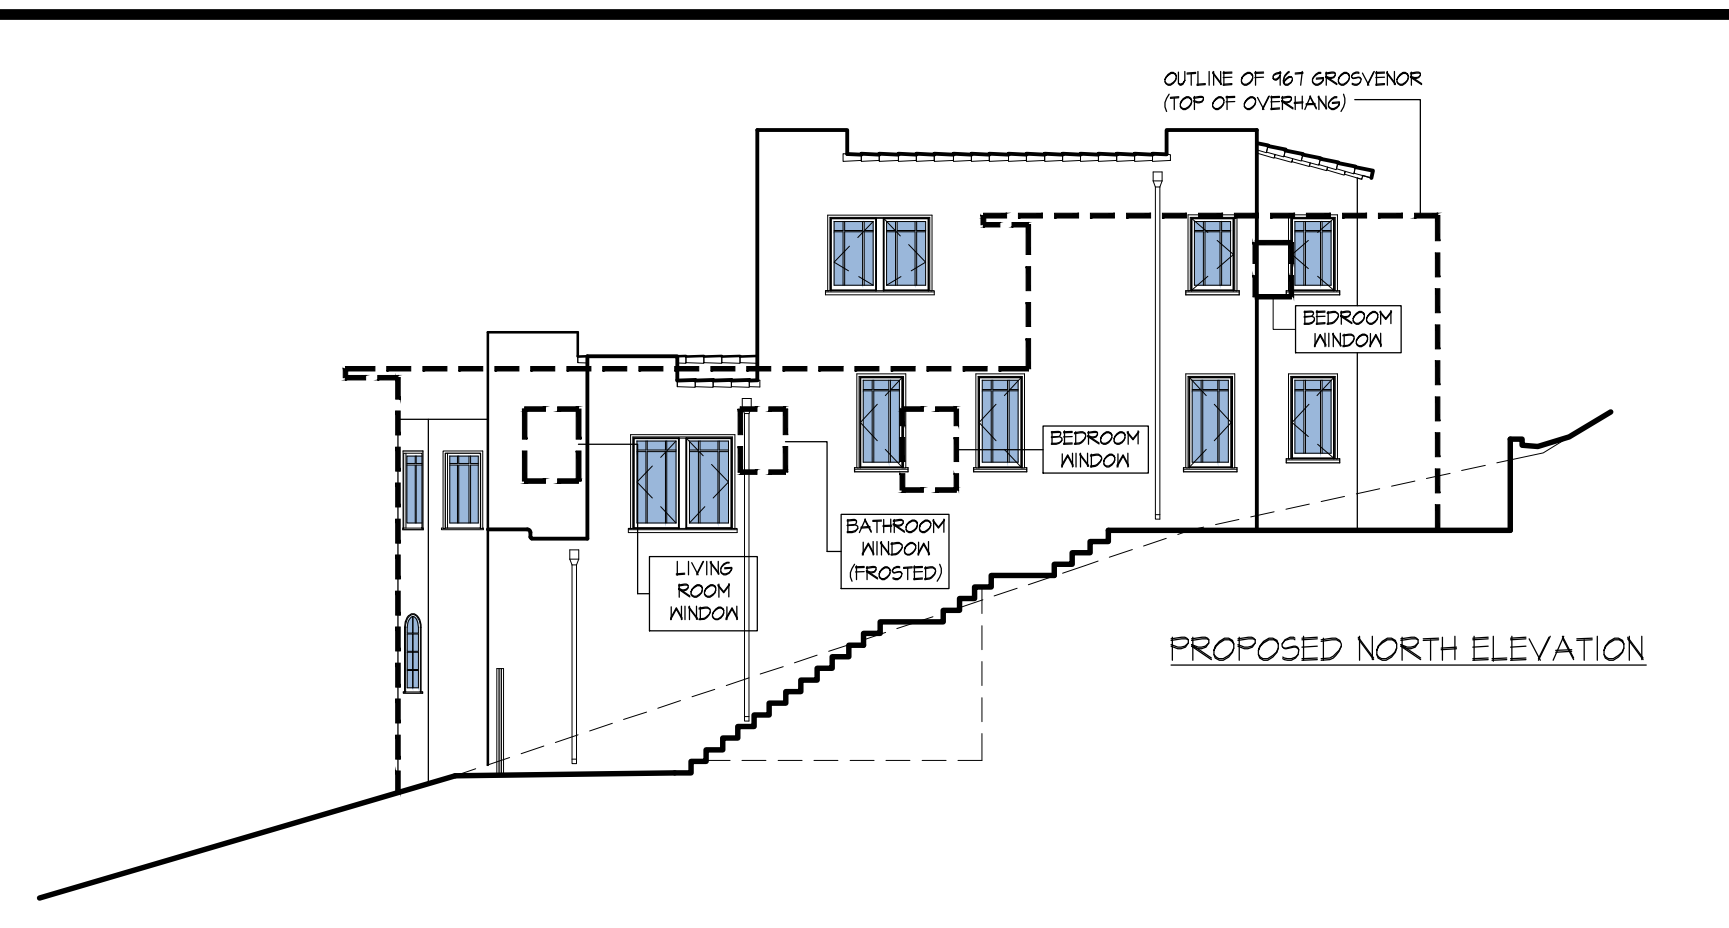 OUTLINE OF 967 GROSVENOR
(TOP OF OVERHANG)
BEDROOM
WINDOW
BEDROOM
WINDOW
BATHROOM
WINDOW
(FROSTED)
LIVING
ROOM
WINDOW
PROPOSED NORTH ELEVATION